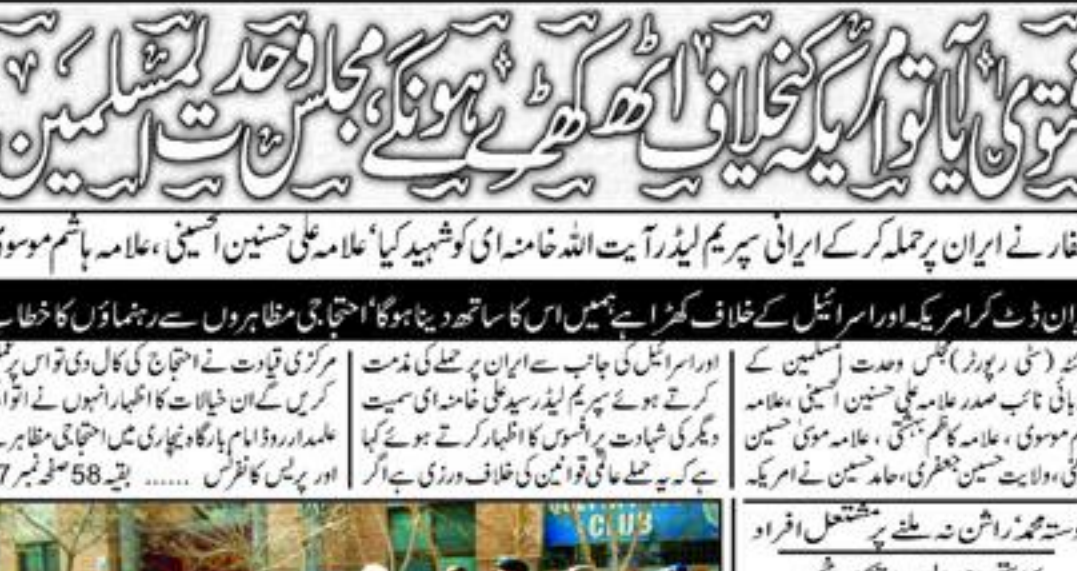 فتویٰ آیا تو امریکہ کیخلاف اٹھ کھڑے ہونگے، مجلس وحدت المسلمین
کفار نے ایران پر حملہ کر کے ایرانی سپریم لیڈر آیت اللہ خامنہ ای کو شہید کیا‘ علامہ علی حسنین الحسینی، علامہ ہاشم موسوی
ایران ڈٹ کر امریکہ اور اسرائیل کے خلاف کھڑا ہے ہمیں اس کا ساتھ دینا ہوگا‘ احتجاجی مظاہروں سے رہنماؤں کا خطاب
(سٹی رپورٹر) مجلس وحدت المسلمین کے
نائب صدر علامہ علی حسنین الحسینی، علامہ
موسوی، علامہ کاظم بہشتی، علامہ موسیٰ حسین
ولایت حسین جعفری، حامد حسین نے امریکہ
اور اسرائیل کی جانب سے ایران پر حملے کی مذمت
کرتے ہوئے سپریم لیڈر سید علی خامنہ ای سمیت
دیگر کی شہادت پر افسوس کا اظہار کرتے ہوئے کہا
ہے کہ یہ حملے عالمی قوانین کی خلاف ورزی ہے اگر
مرکزی قیادت نے احتجاج کی کال دی تو اس پر
کریں گے ان خیالات کا اظہار انہوں نے
علمدار روڈ امام بارگاہ نیچاری میں احتجاجی
اور پریس کانفرنس ...... بقیہ 58 صفحہ نمبر 7
محمد‘ راشن نہ ملنے پر مشتعل افراد
CLUB